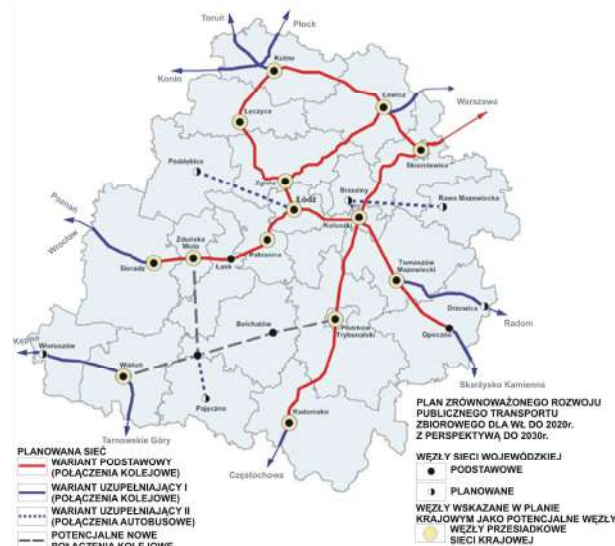 Toruń
Płock
Kutno
Konin
Łowicz
Łęczyca
Warszawa
Skierniewice
Poddębice
Zgierz
Brzeziny
Łódź
Rawa Mazowiecka
Koluszki
Poznań
Wrocław
Zduńska
Wola
Pabianice
Sieradz
Łask
Tomaszów
Mazowiecki
Drzewica
Radom
Bełchatów
Piotrków
Trybunalski
Opoczno
Kępno
Wieruszów
Wieluń
Skarżysko Kamienna
Pajęczno
Radomsko
Tarnowskie Góry
Częstochowa
PLAN ZRÓWNOWAŻONEGO ROZWOJU
PUBLICZNEGO TRANSPORTU
ZBIOROWEGO DLA WŁ DO 2020r.
Z PERSPEKTYWĄ DO 2030r.
PLANOWANA SIEĆ
WARIANT PODSTAWOWY
(POŁĄCZENIA KOLEJOWE)
WARIANT UZUPEŁNIAJĄCY I
(POŁĄCZENIA KOLEJOWE)
WARIANT UZUPEŁNIAJĄCY II
(POŁĄCZENIA AUTOBUSOWE)
POTENCJALNE NOWE
POŁĄCZENIA KOLEJOWE
WĘZŁY SIECI WOJEWÓDZKIEJ
PODSTAWOWE
PLANOWANE
WĘZŁY WSKAZANE W PLANIE
KRAJOWYM JAKO POTENCJALNE WĘZŁY
WĘZŁY PRZESIADKOWE
SIECI KRAJOWEJ